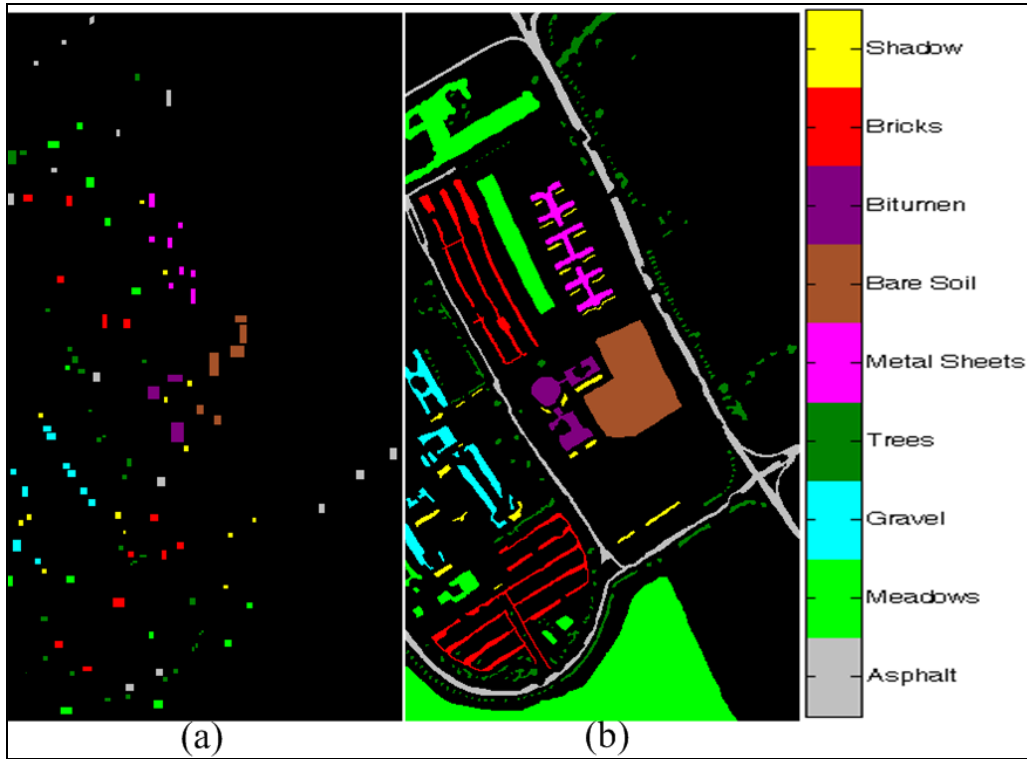 Shadow
Bricks
Bitumen
Bare Soil
Metal Sheets
Trees
Gravel
Meadows
Asphalt
(a)
(b)